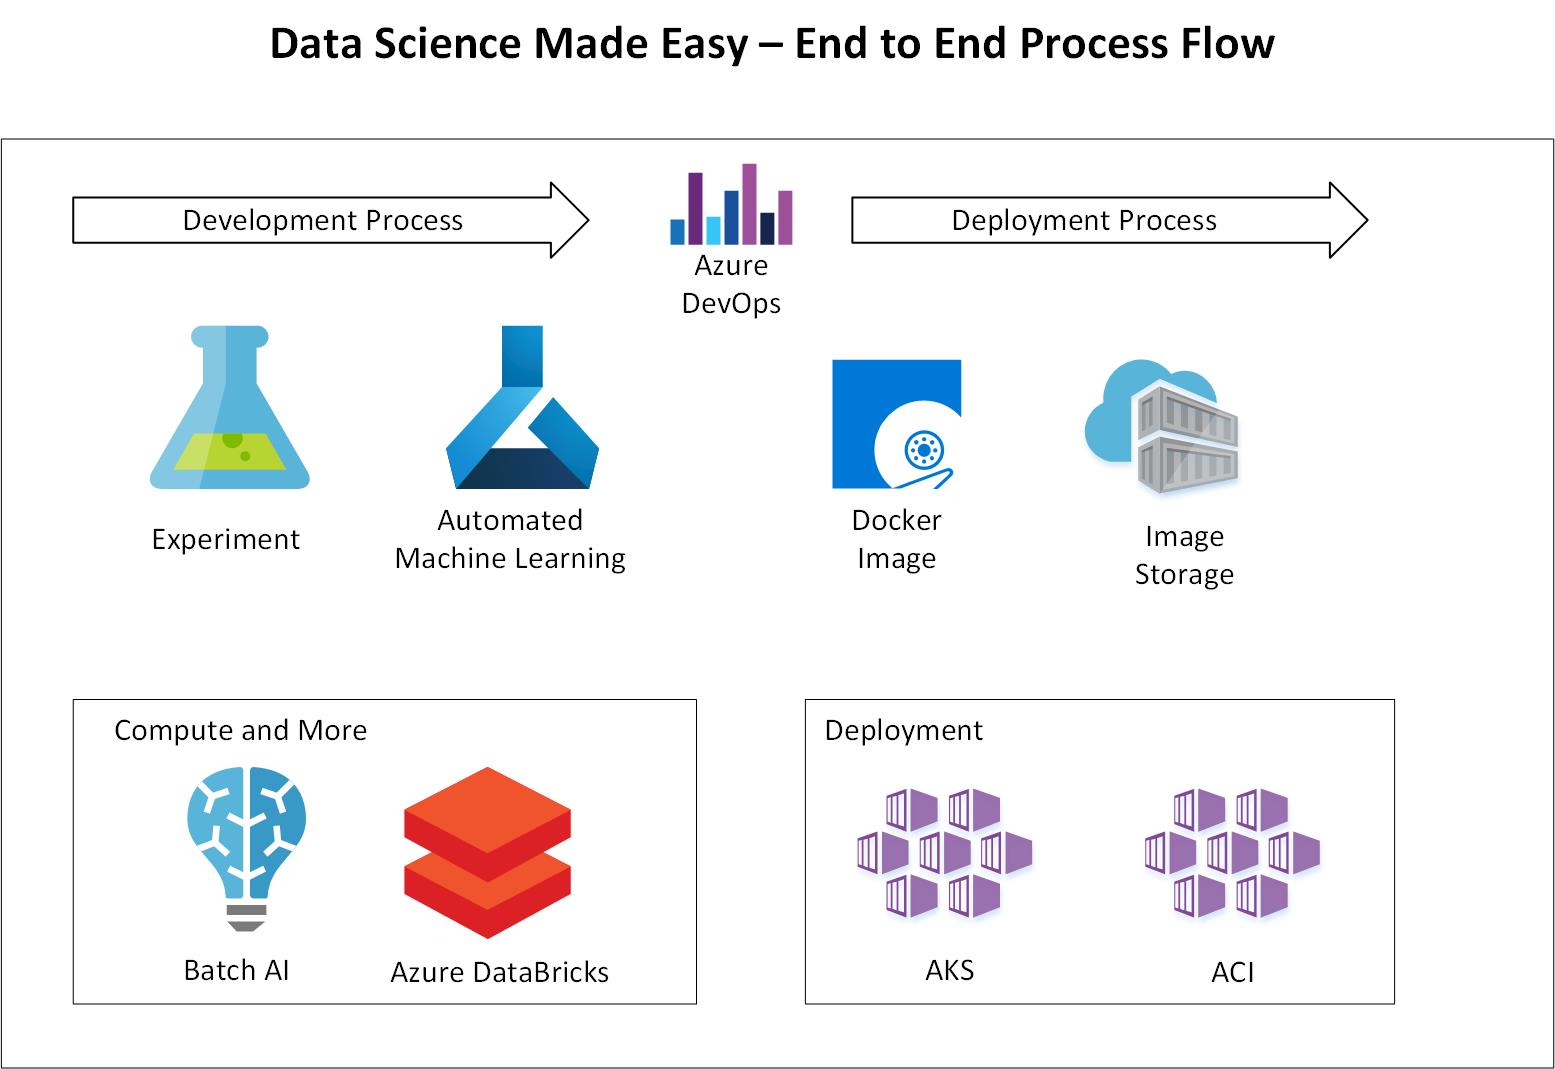 Data Science Made Easy – End to End Process Flow
Development Process
Azure
DevOps
Deployment Process
Experiment
Automated
Machine Learning
Docker
Image
Image
Storage
Compute and More
Batch AI
Azure DataBricks
Deployment
AKS
ACI